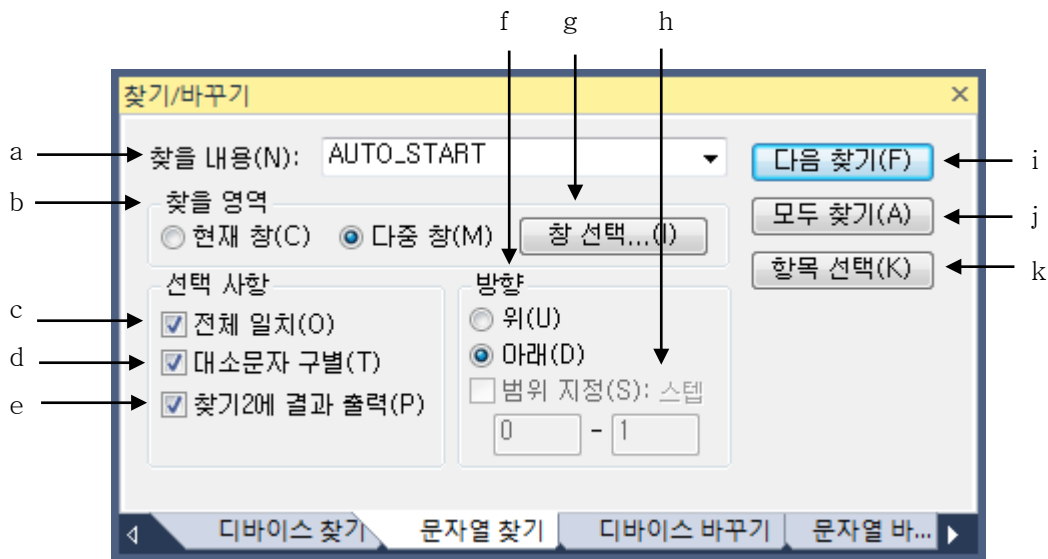 f g h
찾기/바꾸기
a 찾을 내용(N): AUTO_START 다음 찾기(F) i
b 찾을 영역 모두 찾기(A) j
현재 창(C) 다중 창(M) 창 선택...(I)
항목 선택(K) k
선택 사항 방향
c 전체 일치(O) 위(U)
d 대소문자 구별(T) 아래(D)
e 찾기2에 결과 출력(P) 범위 지정(S): 스텝
0 - 1
디바이스 찾기 문자열 찾기 디바이스 바꾸기 문자열 바...